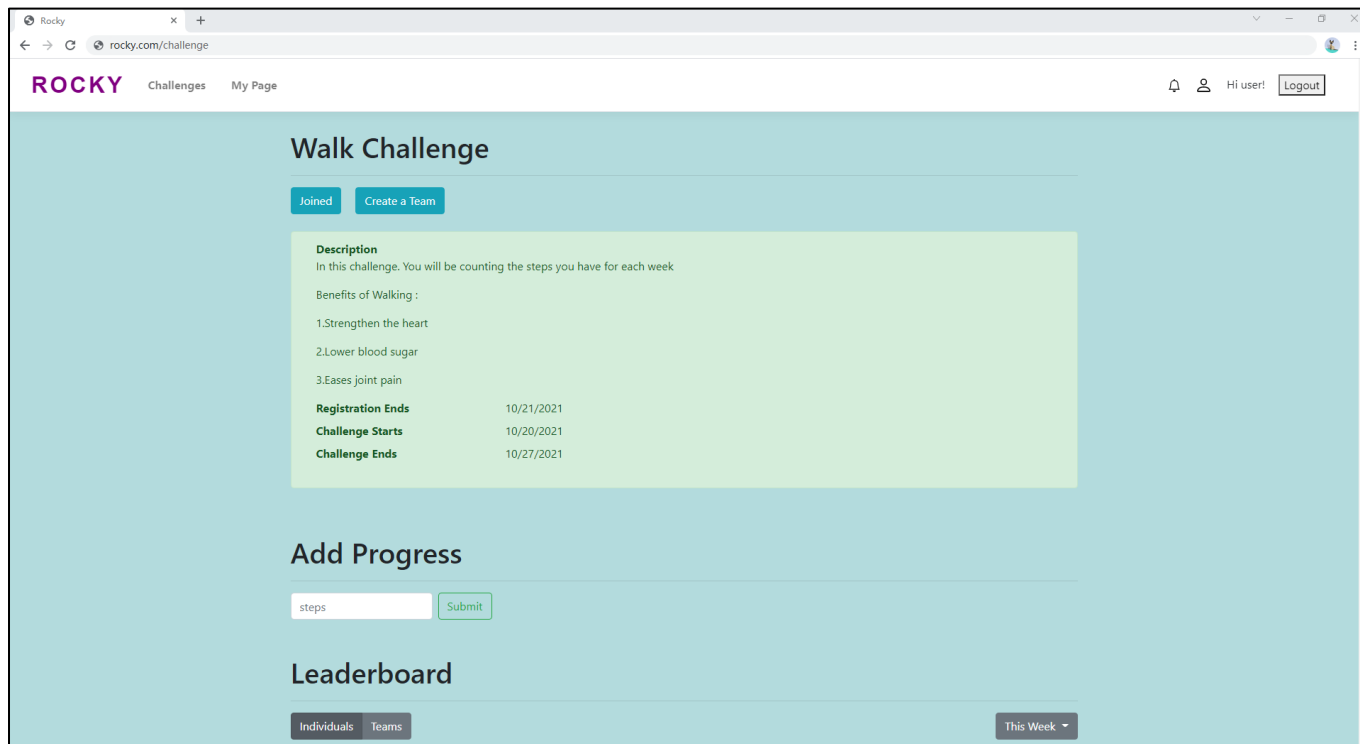 Rocky
rocky.com/challenge
ROCKY Challenges My Page Hi user! Logout
Walk Challenge
Joined Create a Team
Description
In this challenge. You will be counting the steps you have for each week
Benefits of Walking :
1.Strengthen the heart
2.Lower blood sugar
3.Eases joint pain
Registration Ends 10/21/2021
Challenge Starts 10/20/2021
Challenge Ends 10/27/2021
Add Progress
steps Submit
Leaderboard
Individuals Teams This Week